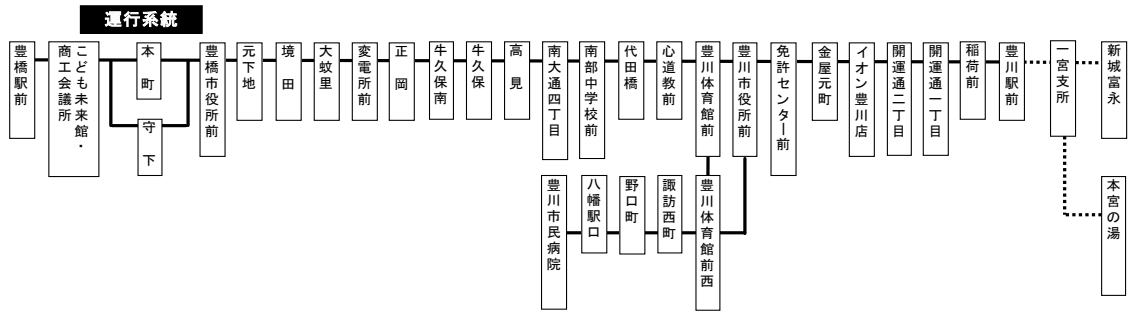 運行系統
豊橋駅前
こども未来館・
商工会議所
本町
守下
豊橋市役所前
元下地
境田
大蚊里
変電所前
正岡
牛久保南
牛久保
高見
南大通四丁目
南部中学校前
代田橋
心道教前
豊川体育館前
豊川市役所前
免許センター前
金屋元町
イオン豊川店
開運通二丁目
開運通一丁目
稲荷前
豊川駅前
一宮支所
新城富永
豊川市民病院
八幡駅口
野口町
諏訪西町
豊川体育館前西
本宮の湯